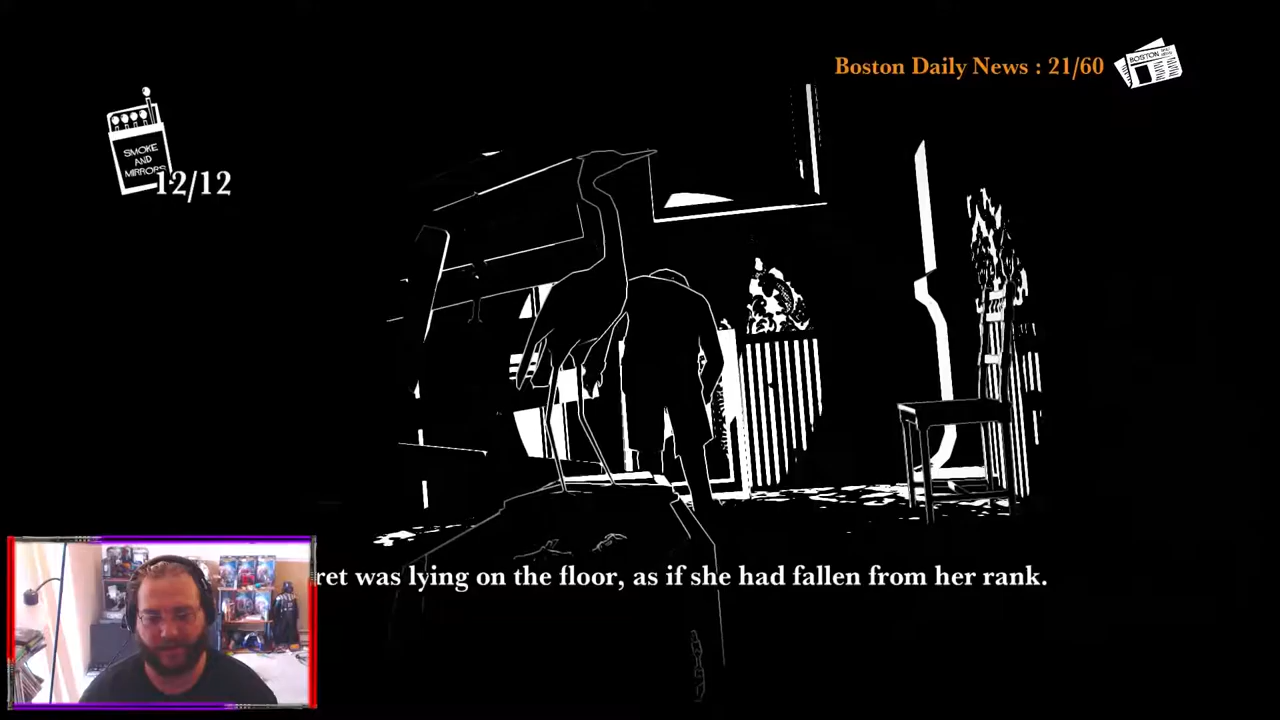 Boston Daily News : 21/60
BOSTON
SMOKE
AND
MIRRORS
12/12
ret was lying on the floor, as if she had fallen from her rank.